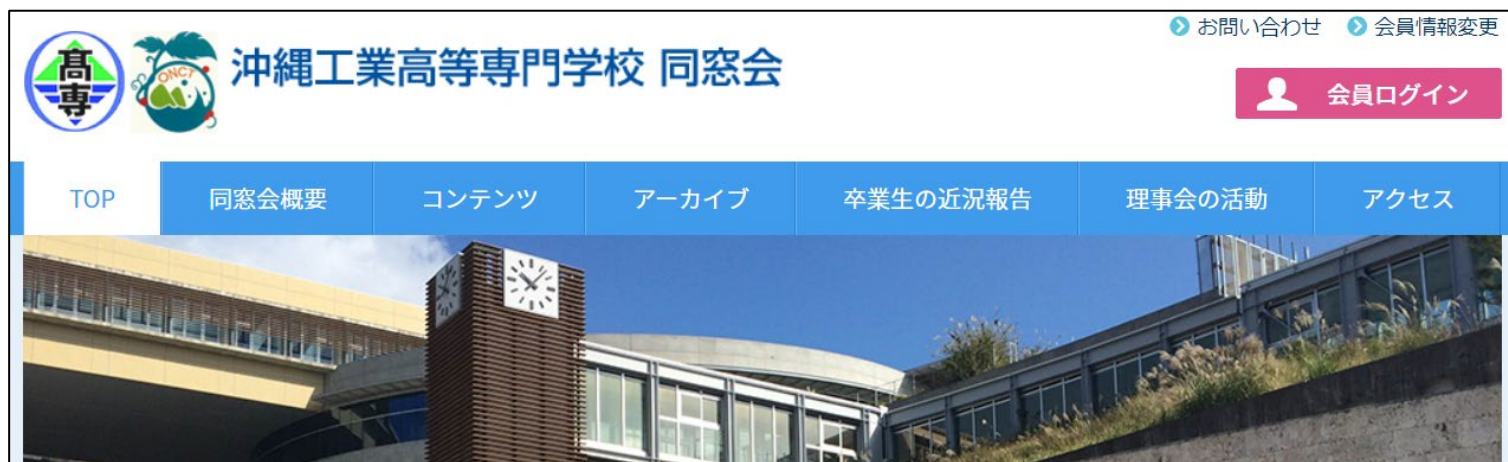 お問い合わせ 会員情報変更
高専 ONCT 沖縄工業高等専門学校 同窓会
会員ログイン
TOP 同窓会概要 コンテンツ アーカイブ 卒業生の近況報告 理事会の活動 アクセス